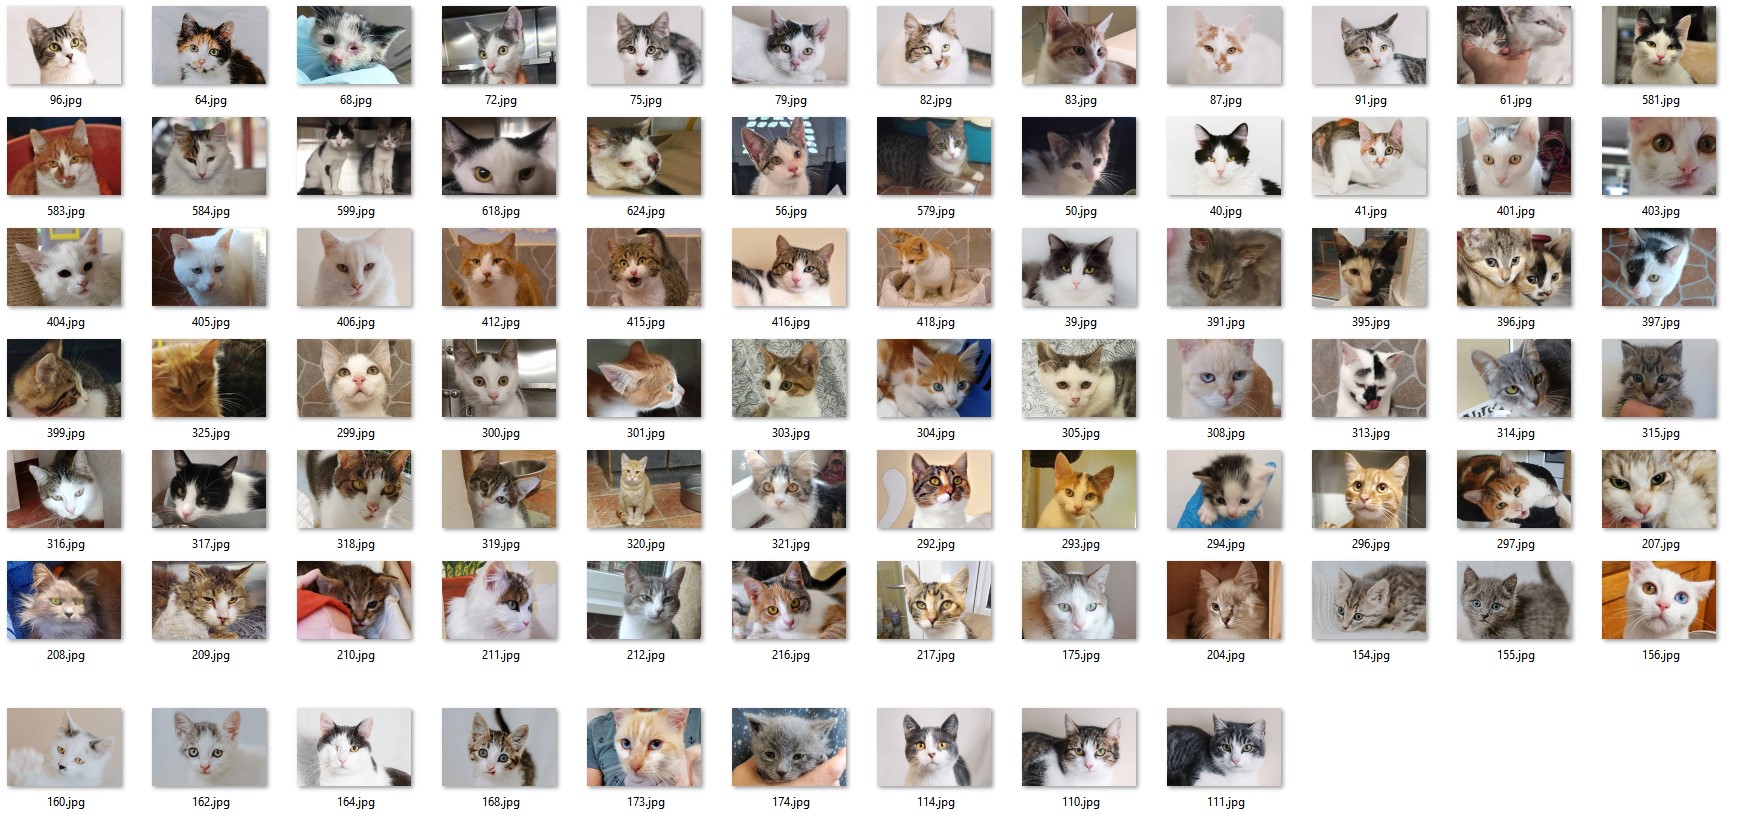 96.jpg 64.jpg 68.jpg 72.jpg 75.jpg 79.jpg 82.jpg 83.jpg 87.jpg 91.jpg 61.jpg 581.jpg
583.jpg 584.jpg 599.jpg 618.jpg 624.jpg 56.jpg 579.jpg 50.jpg 40.jpg 41.jpg 401.jpg 403.jpg
404.jpg 405.jpg 406.jpg 412.jpg 415.jpg 416.jpg 418.jpg 39.jpg 391.jpg 395.jpg 396.jpg 397.jpg
399.jpg 325.jpg 299.jpg 300.jpg 301.jpg 303.jpg 304.jpg 305.jpg 308.jpg 313.jpg 314.jpg 315.jpg
316.jpg 317.jpg 318.jpg 319.jpg 320.jpg 321.jpg 292.jpg 293.jpg 294.jpg 296.jpg 297.jpg 207.jpg
208.jpg 209.jpg 210.jpg 211.jpg 212.jpg 216.jpg 217.jpg 175.jpg 204.jpg 154.jpg 155.jpg 156.jpg
160.jpg 162.jpg 164.jpg 168.jpg 173.jpg 174.jpg 114.jpg 110.jpg 111.jpg